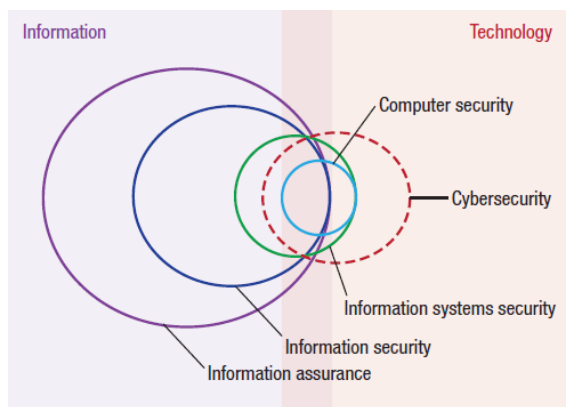 Information
Technology
Computer security
Cybersecurity
Information systems security
Information security
Information assurance